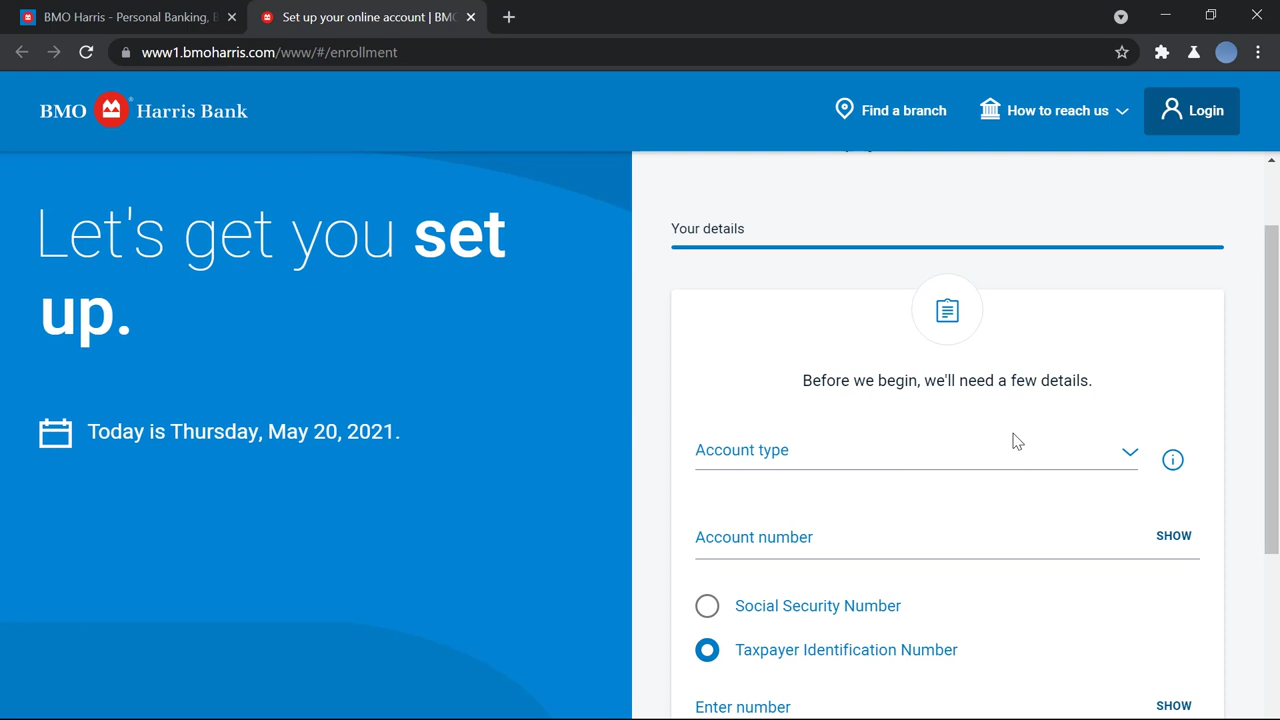 BMO Harris - Personal Banking, B
Set up your online account | BMO
www1.bmoharris.com/www/#/enrollment
BMO Harris Bank
Find a branch
How to reach us
Login
Let's get you set
up.
Today is Thursday, May 20, 2021.
Your details
Before we begin, we'll need a few details.
Account type
Account number
SHOW
Social Security Number
Taxpayer Identification Number
Enter number
SHOW